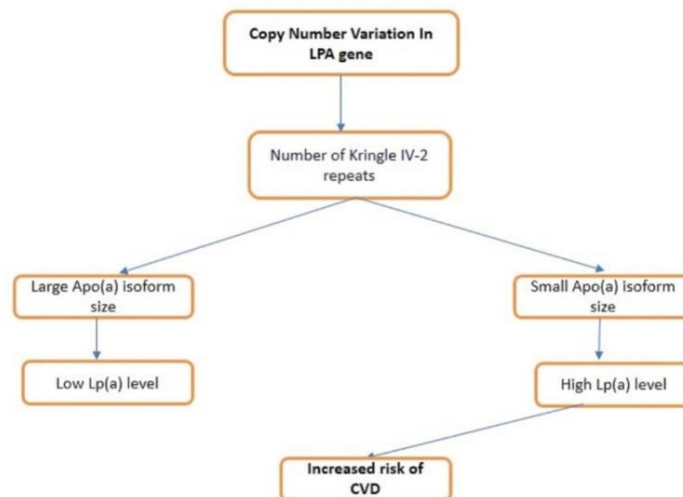 Copy Number Variation In
LPA gene
Number of Kringle IV-2
repeats
Large Apo(a) isoform
size
Small Apo(a) isoform
size
Low Lp(a) level
High Lp(a) level
Increased risk of
CVD